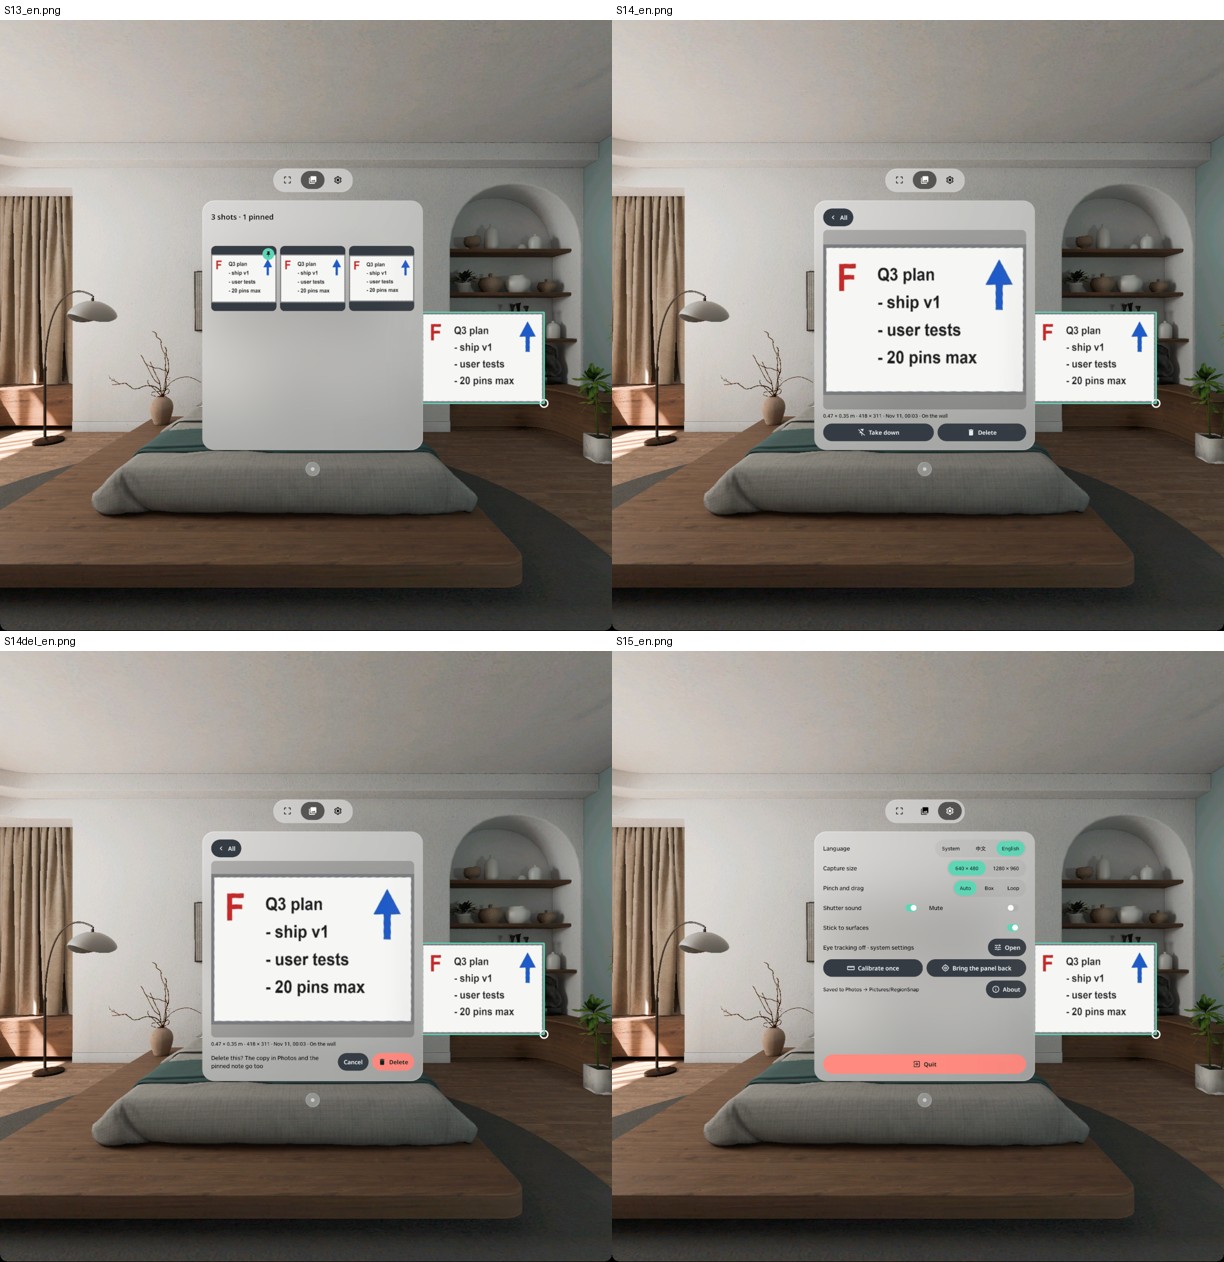 S13_en.png
3 shots · 1 pinned
F Q3 plan
- ship v1
- user tests
- 20 pins max
F Q3 plan
- ship v1
- user tests
- 20 pins max
F Q3 plan
- ship v1
- user tests
- 20 pins max
F Q3 plan
- ship v1
- user tests
- 20 pins max
S14_en.png
All
F Q3 plan
- ship v1
- user tests
- 20 pins max
0.47 × 0.35 m · 418 × 311 · Nov 11, 00:03 · On the wall
Take down
Delete
F Q3 plan
- ship v1
- user tests
- 20 pins max
S14del_en.png
All
F Q3 plan
- ship v1
- user tests
- 20 pins max
0.47 × 0.35 m · 418 × 311 · Nov 11, 00:03 · On the wall
Delete this? The copy in Photos and the
pinned note go too
Cancel
Delete
F Q3 plan
- ship v1
- user tests
- 20 pins max
S15_en.png
Language System 中文 English
Capture size 640 × 480 1280 × 960
Pinch and drag Auto Box Loop
Shutter sound Mute
Stick to surfaces
Eye tracking off · system settings Open
Calibrate once Bring the panel back
Saved to Photos → Pictures/RegionSnap About
Quit
F Q3 plan
- ship v1
- user tests
- 20 pins max